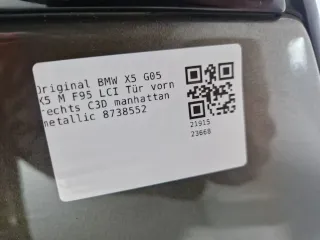 Original BMW X5 G05
X5 M F95 LCI Tür vorn
rechts C3D manhattan
metallic 8738552
21915
23668